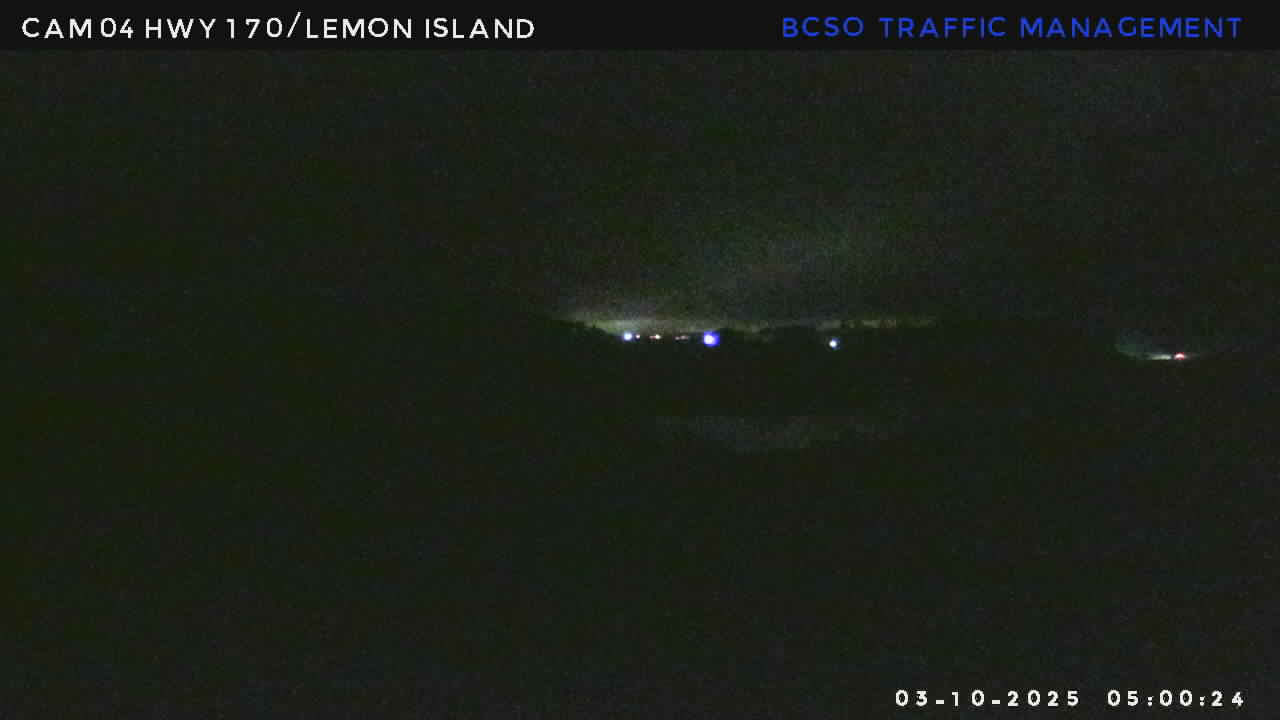 CAM04 HWY 170/LEMON ISLAND
BCSO TRAFFIC MANAGEMENT
03-10-2025 05:00:24